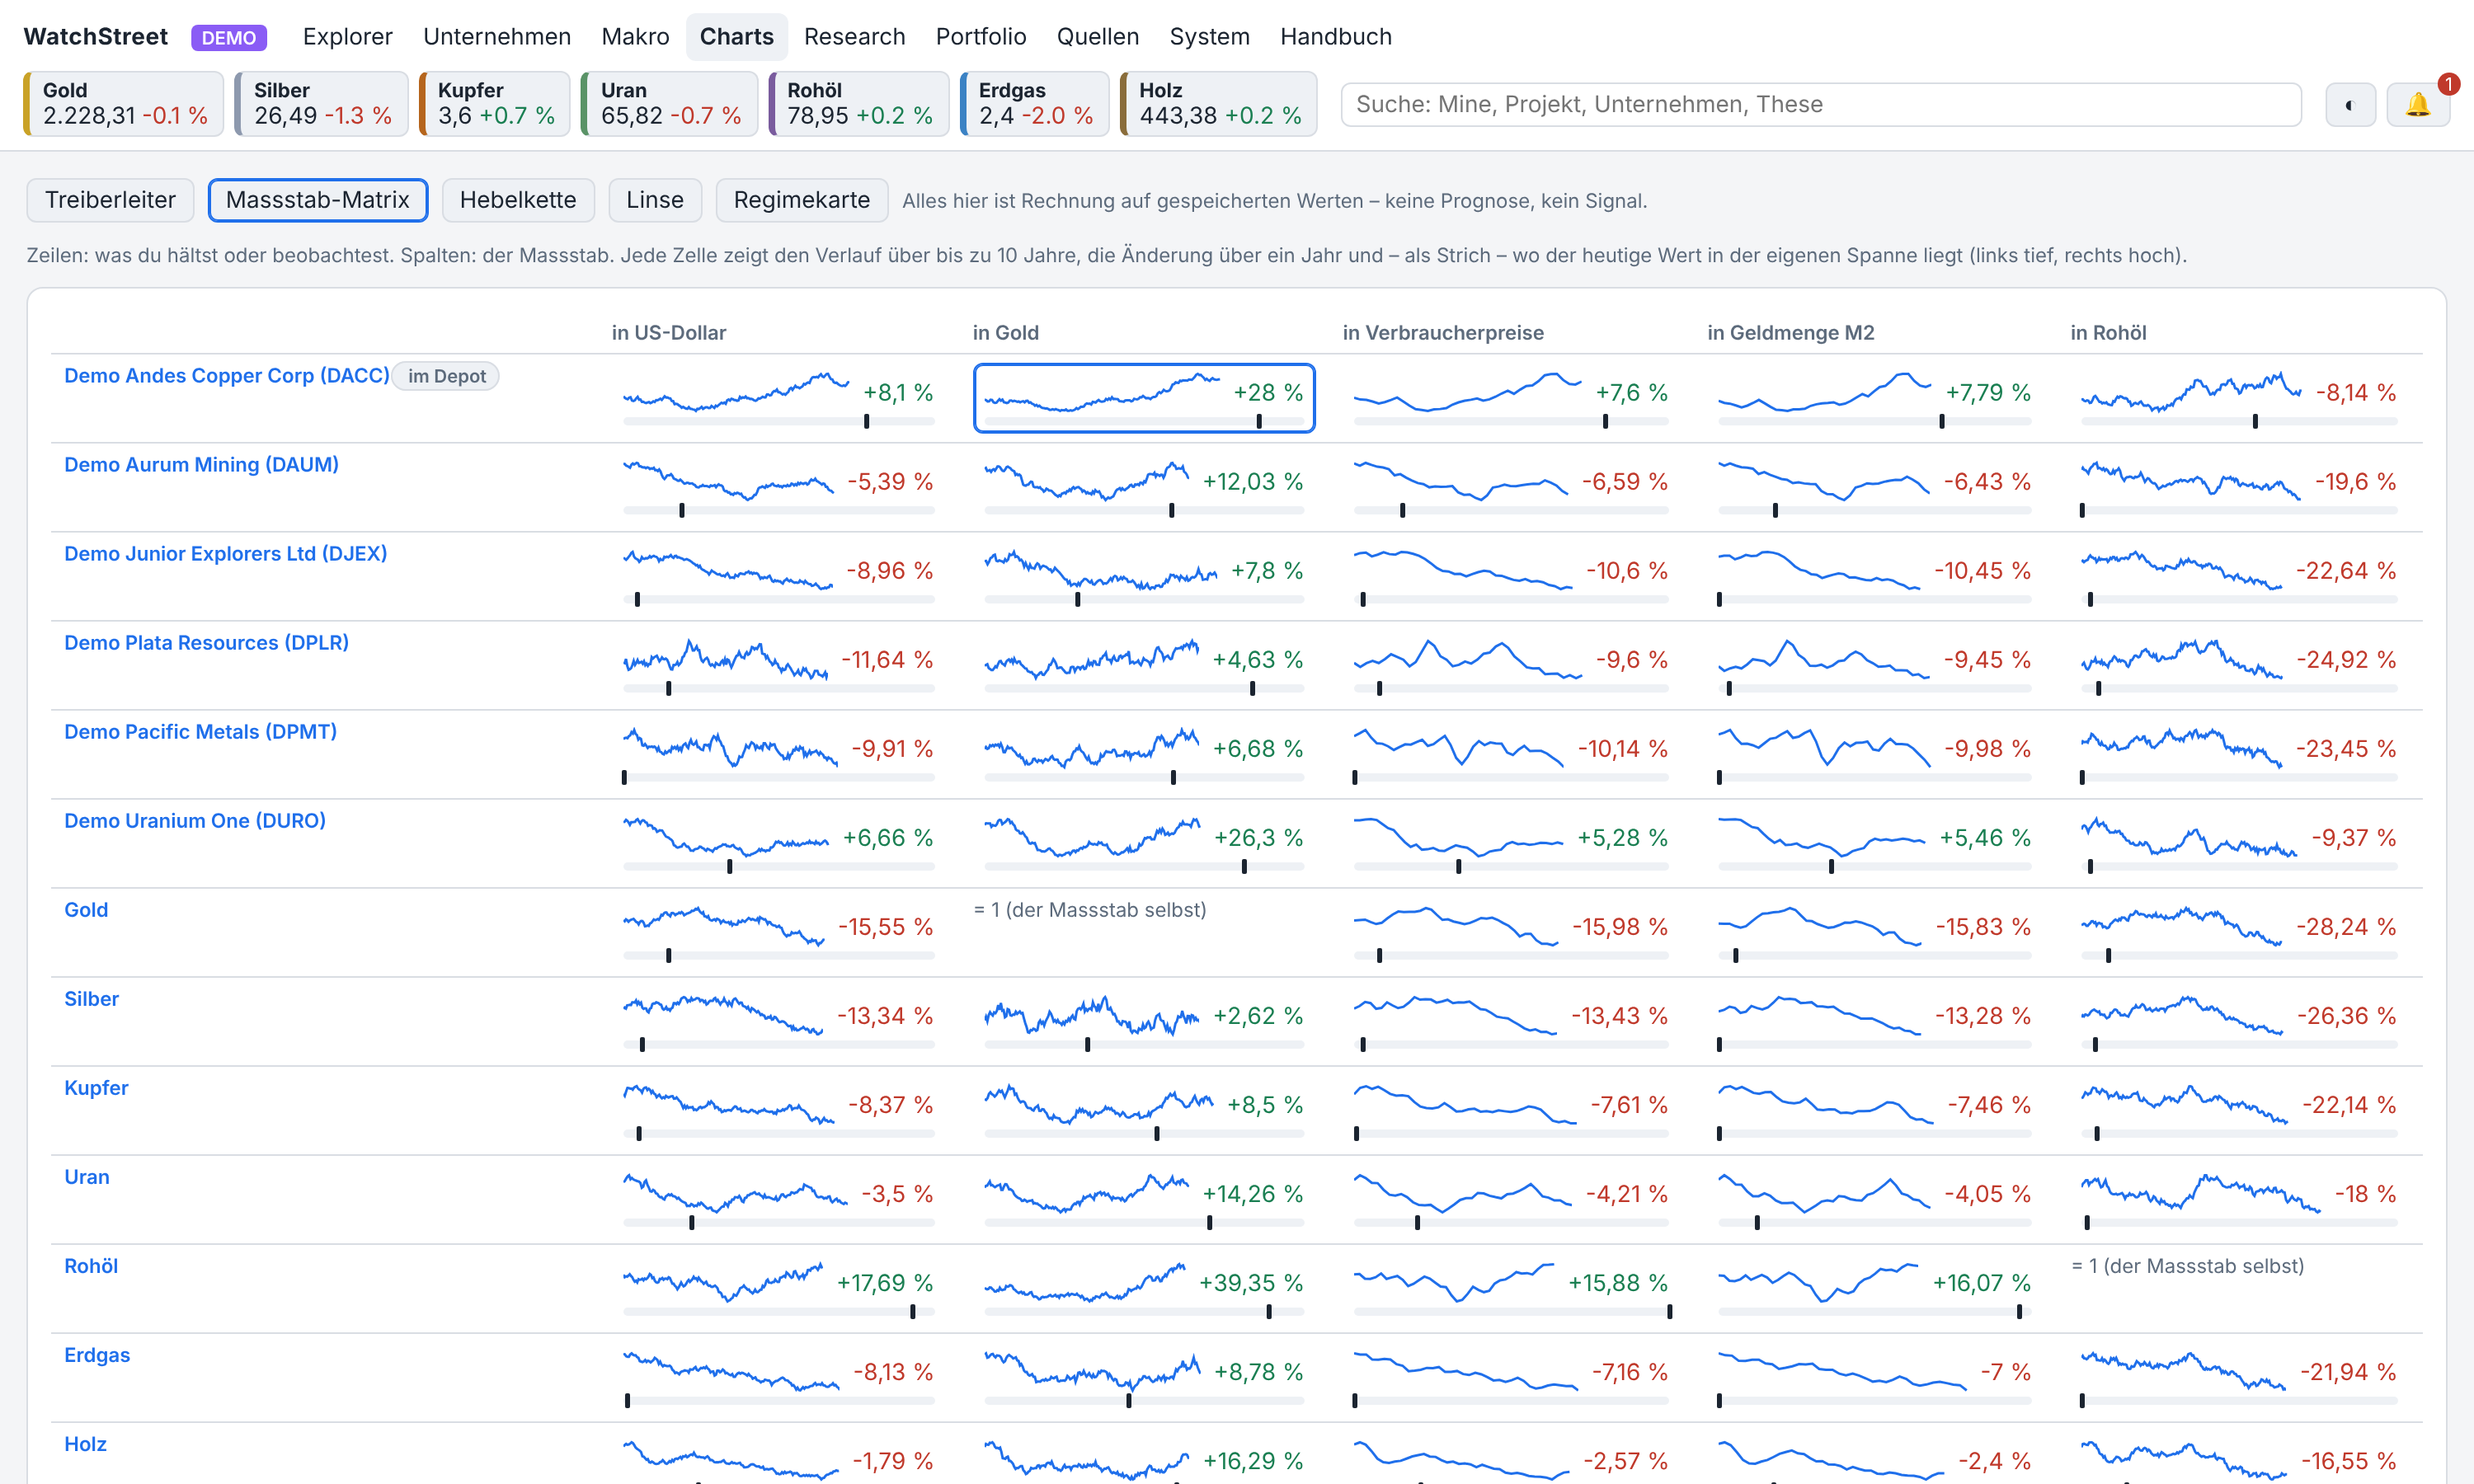 WatchStreet DEMO Explorer Unternehmen Makro Charts Research Portfolio Quellen System Handbuch
Gold Silber Kupfer Uran Rohöl Erdgas Holz
2.228,31 -0.1 % 26,49 -1.3 % 3,6 +0.7 % 65,82 -0.7 % 78,95 +0.2 % 2,4 -2.0 % 443,38 +0.2 %
Suche: Mine, Projekt, Unternehmen, These
1
Treiberleiter Massstab-Matrix Hebelkette Linse Regimekarte Alles hier ist Rechnung auf gespeicherten Werten – keine Prognose, kein Signal.
Zeilen: was du hältst oder beobachtest. Spalten: der Massstab. Jede Zelle zeigt den Verlauf über bis zu 10 Jahre, die Änderung über ein Jahr und – als Strich – wo der heutige Wert in der eigenen Spanne liegt (links tief, rechts hoch).
in US-Dollar in Gold in Verbraucherpreise in Geldmenge M2 in Rohöl
Demo Andes Copper Corp (DACC) im Depot +8,1 % +28 % +7,6 % +7,79 % -8,14 %
Demo Aurum Mining (DAUM) -5,39 % +12,03 % -6,59 % -6,43 % -19,6 %
Demo Junior Explorers Ltd (DJEX) -8,96 % +7,8 % -10,6 % -10,45 % -22,64 %
Demo Plata Resources (DPLR) -11,64 % +4,63 % -9,6 % -9,45 % -24,92 %
Demo Pacific Metals (DPMT) -9,91 % +6,68 % -10,14 % -9,98 % -23,45 %
Demo Uranium One (DURO) +6,66 % +26,3 % +5,28 % +5,46 % -9,37 %
Gold -15,55 % = 1 (der Massstab selbst) -15,98 % -15,83 % -28,24 %
Silber -13,34 % +2,62 % -13,43 % -13,28 % -26,36 %
Kupfer -8,37 % +8,5 % -7,61 % -7,46 % -22,14 %
Uran -3,5 % +14,26 % -4,21 % -4,05 % -18 %
Rohöl +17,69 % +39,35 % +15,88 % +16,07 % = 1 (der Massstab selbst)
Erdgas -8,13 % +8,78 % -7,16 % -7 % -21,94 %
Holz -1,79 % +16,29 % -2,57 % -2,4 % -16,55 %